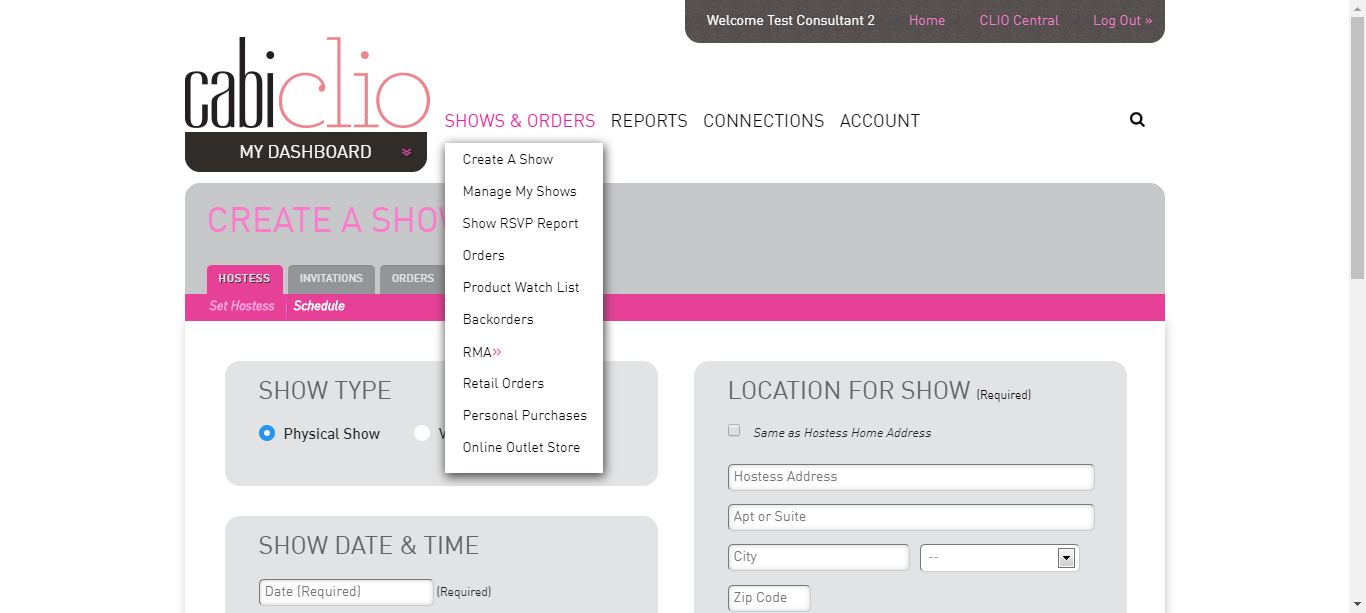 Welcome Test Consultant 2 Home CLIO Central Log Out »
cabiclio
SHOWS & ORDERS REPORTS CONNECTIONS ACCOUNT
MY DASHBOARD
Create A Show
Manage My Shows
Show RSVP Report
Orders
Product Watch List
Backorders
RMA»
Retail Orders
Personal Purchases
Online Outlet Store
CREATE A SHOW
HOSTESS INVITATIONS ORDERS
Set Hostess Schedule
SHOW TYPE
Physical Show
SHOW DATE & TIME
Date (Required) (Required)
LOCATION FOR SHOW (Required)
Same as Hostess Home Address
Hostess Address
Apt or Suite
City --
Zip Code